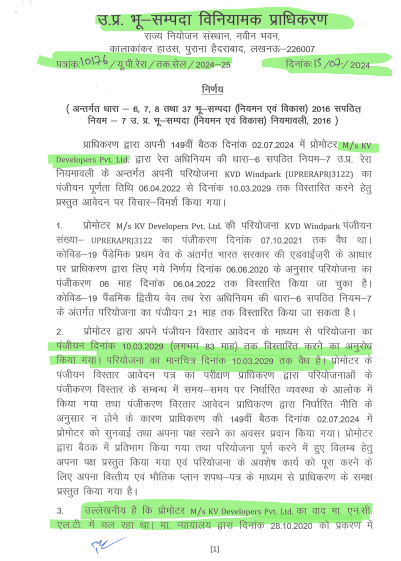 उ.प्र. भू–सम्पदा विनियामक प्राधिकरण
राज्य नियोजन संस्थान, नवीन भवन,
कालाकांकर हाउस, पुराना हैदराबाद, लखनऊ–226007
पत्रांक:10176/यू.पी.रेरा/तक.सेल/2024–25 दिनांक:15/07/2024
निर्णय
(अन्तर्गत धारा – 6, 7, 8 तथा 37 भू–सम्पदा (नियमन एवं विकास) 2016 सपठित
नियम – 7 उ. प्र. भू–सम्पदा (नियमन एवं विकास) नियमावली, 2016)
प्राधिकरण द्वारा अपनी 149वीं बैठक दिनांक 02.07.2024 में प्रोमोटर M/s KV
Developers Pvt. Ltd. द्वारा रेरा अधिनियम की धारा–6 सपठित नियम–7 उ.प्र. रेरा
नियमावली के अन्तर्गत अपनी परियोजना KVD Windpark (UPRERAPRJ3122) का
पंजीयन पूर्णता तिथि 06.04.2022 से दिनांक 10.03.2029 तक विस्तारित करने हेतु
प्रस्तुत आवेदन पर विचार–विमर्श किया गया।
1. प्रोमोटर M/s KV Developers Pvt. Ltd. की परियोजना KVD Windpark पंजीयन
संख्या– UPRERAPRJ3122 का पंजीकरण दिनांक 07.10.2021 तक वैध था।
कोविड–19 पैंडेमिक प्रथम वेव के अंतर्गत भारत सरकार की एडवाईज़री के आधार
पर प्राधिकरण द्वारा लिए गये निर्णय दिनांक 06.06.2020 के अनुसार परियोजना का
पंजीकरण 06 माह दिनांक 06.04.2022 तक विस्तारित किया जा चुका है।
कोविड–19 पैंडमिक द्वितीय वेव तथ रेरा अधिनियम की धारा–6 सपठित नियम–7
के अंतर्गत परियोजना का पंजीयन 21 माह तक विस्तारित किया जा सकता है।
2. प्रोमोटर द्वारा अपने पंजीयन विस्तार आवेदन के माध्यम से परियोजना का
पंजीयन दिनांक 10.03.2029 (लगभग 83 माह) तक विस्तारित करने का अनुरोध
किया गया। परियोजना का मानचित्र दिनांक 10.03.2029 तक वैध है। प्रोमोटर के
पंजीयन विस्तार आवेदन पत्र का परीक्षण प्राधिकरण द्वारा परियोजनाओं के
पंजीकरण विस्तार के सम्बन्ध में समय–समय पर निर्धारित व्यवस्था के आलोक में
किया गया तथा पंजीकरण विस्तार आवेदन प्राधिकरण द्वारा निर्धारित नीति के
अनुसार न होने के कारण प्राधिकरण की 149वीं बैठक दिनांक 02.07.2024 में
प्रोमोटर को सुनवाई तथा अपना पक्ष रखने का अवसर प्रदान किया गया। प्रोमोटर
द्वारा बैठक में प्रतिभाग किया गया तथा परियोजना पूर्ण करने में हुए विलम्ब हेतु
अपना पक्ष प्रस्तुत किया गया एवं परियोजना के अवशेष कार्य को पूरा करने के
लिए अपना वित्तीय एवं भौतिक प्लान शपथ–पत्र के माध्यम से प्राधिकरण के समक्ष
प्रस्तुत किया गया है।
3. उल्लेखनीय है कि प्रोमोटर M/s KV Developers Pvt. Ltd. का वाद मा. एन.सी.
एल.टी. में चल रहा था। मा. न्यायालय द्वारा दिनांक 28.10.2020 को प्रकरण में
[1]